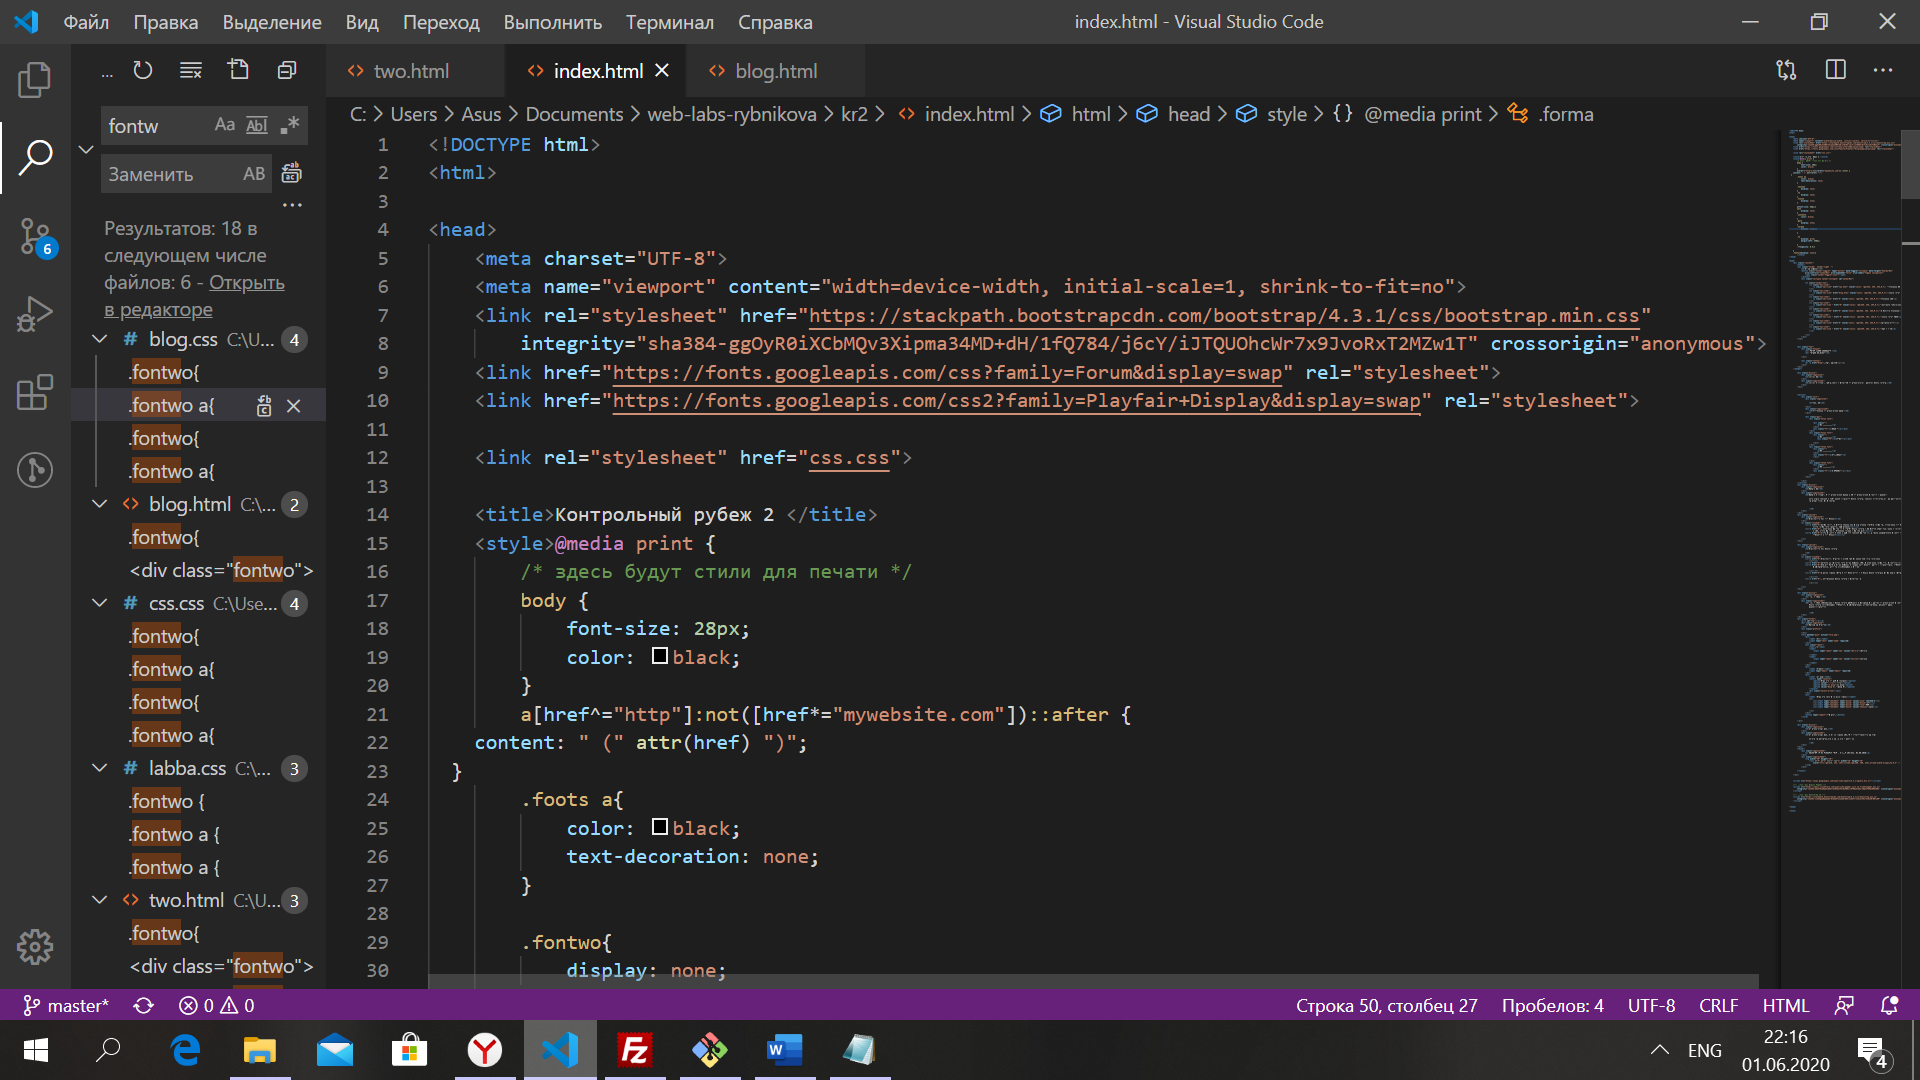 Файл Правка Выделение Вид Переход Выполнить Терминал Справка
index.html - Visual Studio Code
two.html
index.html
blog.html
C: > Users > Asus > Documents > web-labs-rybnikova > kr2 > index.html > html > head > style > {} @media print > .forma
fontw Aa Abl .*
Заменить AB
...
Результатов: 18 в
следующем числе
файлов: 6 - Открыть
в редакторе
# blog.css C:\U... 4
.fontwo{
.fontwo a{
.fontwo{
.fontwo a{
<> blog.html C:\... 2
.fontwo{
<div class="fontwo">
# css.css C:\Use... 4
.fontwo{
.fontwo a{
.fontwo{
.fontwo a{
# labba.css C:\... 3
.fontwo {
.fontwo a {
.fontwo a {
<> two.html C:\U... 3
.fontwo{
<div class="fontwo">
6
1 <!DOCTYPE html>
2 <html>
3
4 <head>
5 <meta charset="UTF-8">
6 <meta name="viewport" content="width=device-width, initial-scale=1, shrink-to-fit=no">
7 <link rel="stylesheet" href="https://stackpath.bootstrapcdn.com/bootstrap/4.3.1/css/bootstrap.min.css"
8 integrity="sha384-ggOyR0iXCbMQv3Xipma34MD+dH/1fQ784/j6cY/iJTQUOhcWr7x9JvoRxT2MZw1T" crossorigin="anonymous">
9 <link href="https://fonts.googleapis.com/css?family=Forum&display=swap" rel="stylesheet">
10 <link href="https://fonts.googleapis.com/css2?family=Playfair+Display&display=swap" rel="stylesheet">
11
12 <link rel="stylesheet" href="css.css">
13
14 <title>Контрольный рубеж 2 </title>
15 <style>@media print {
16 /* здесь будут стили для печати */
17 body {
18 font-size: 28px;
19 color: black;
20 }
21 a[href^="http"]:not([href*="mywebsite.com"])::after {
22 content: " (" attr(href) ")";
23 }
24 .foots a{
25 color: black;
26 text-decoration: none;
27 }
28
29 .fontwo{
30 display: none;
master* 0 0
Строка 50, столбец 27 Пробелов: 4 UTF-8 CRLF HTML
ENG
22:16
01.06.2020
4